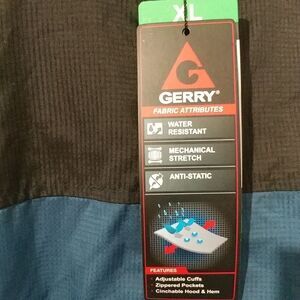 XL
GERRY®
FABRIC ATTRIBUTES
WATER
RESISTANT
MECHANICAL
STRETCH
ANTI-STATIC
FEATURES
· Adjustable Cuffs
· Zippered Pockets
· Cinchable Hood & Hem